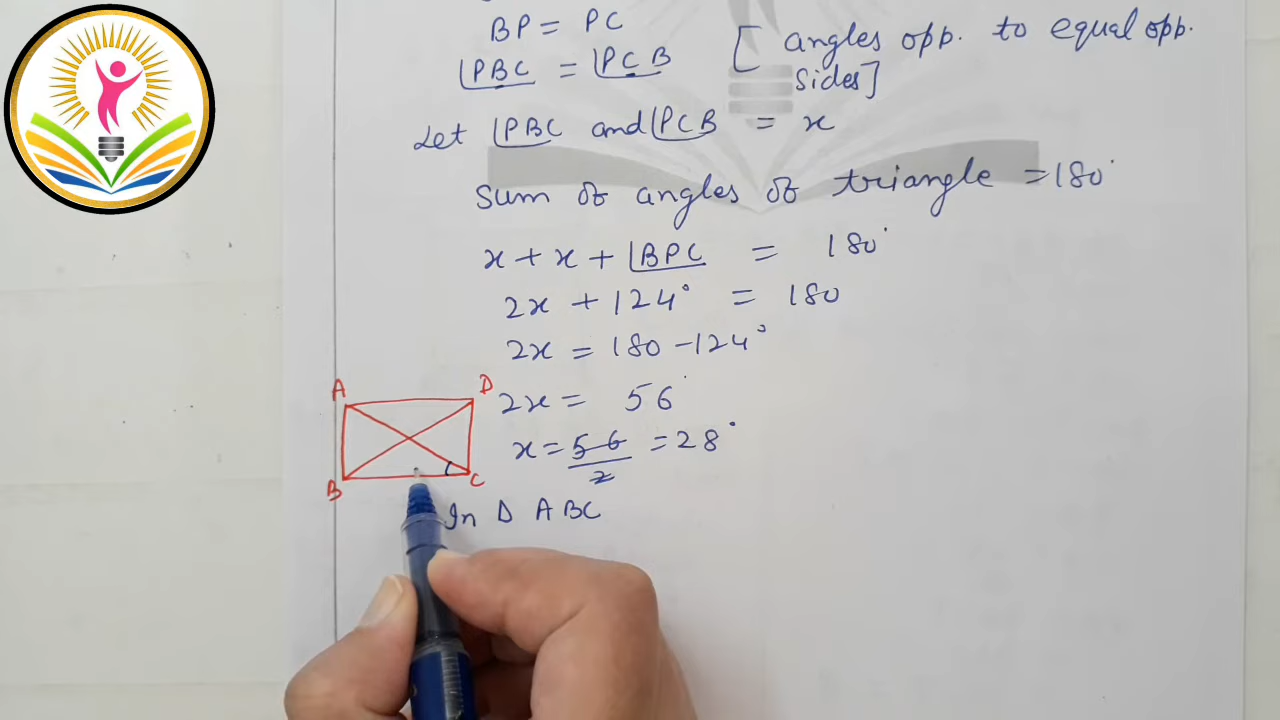 BP = PC
∠PBC = ∠PCB [angles opp. to equal opp. sides]
Let ∠PBC and ∠PCB = x
Sum of angles of triangle = 180°
x + x + ∠BPC = 180°
2x + 124° = 180
2x = 180 - 124°
2x = 56°
x = 56/2 = 28°
A D
B C
In Δ ABC